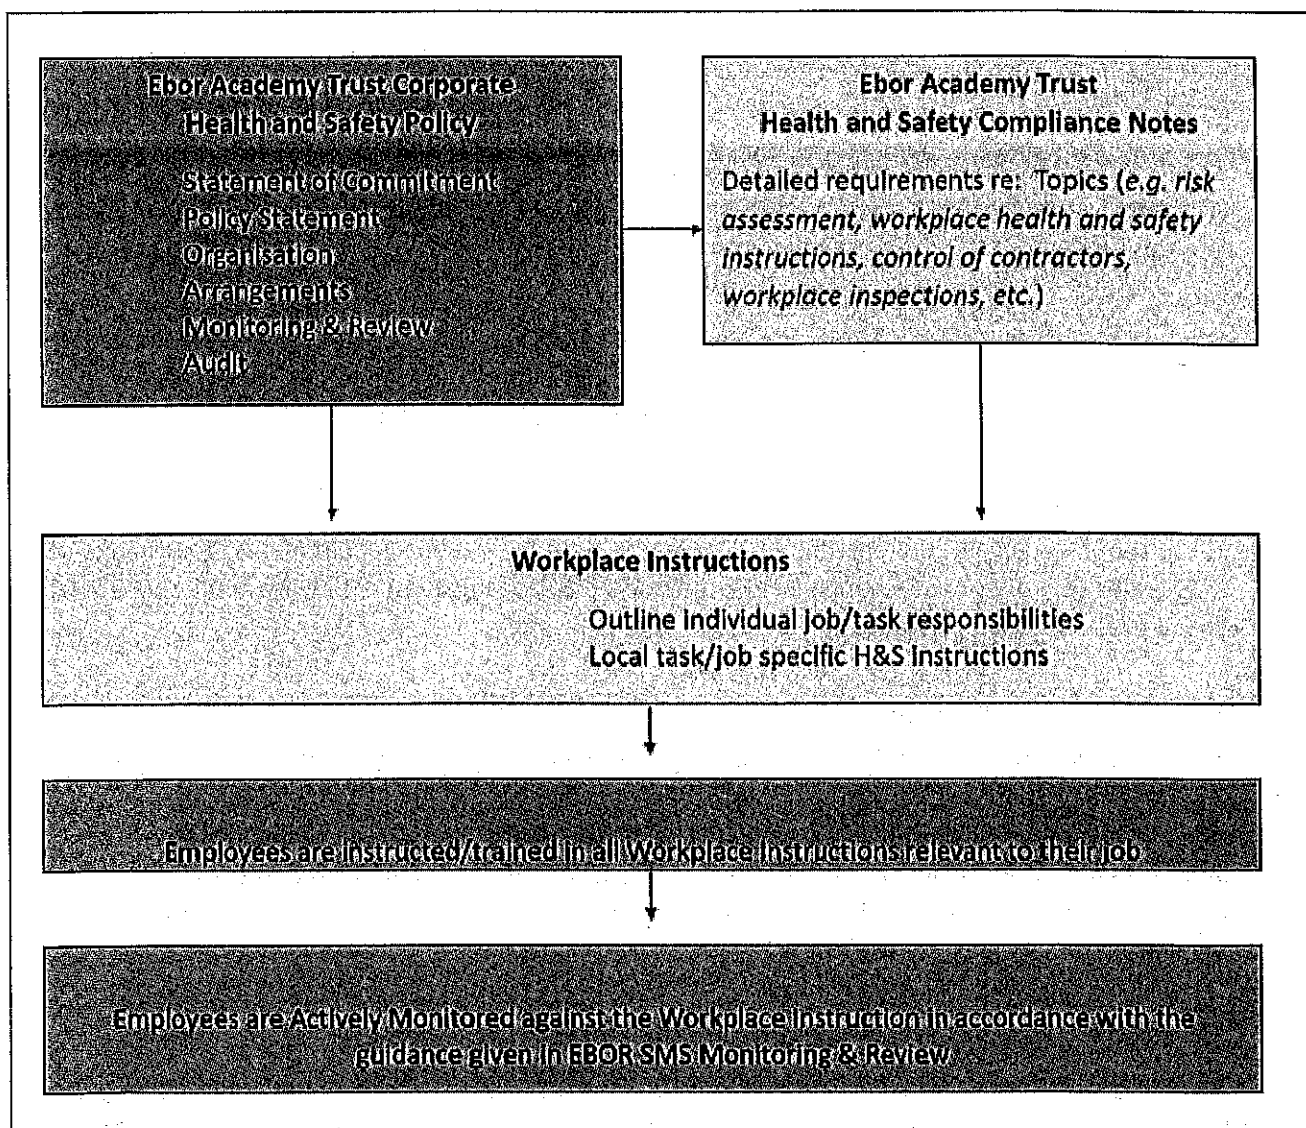 Ebor Academy Trust Corporate
Health and Safety Policy
Statement of Commitment
Policy Statement
Organisation
Arrangements
Monitoring & Review
Audit
Ebor Academy Trust
Health and Safety Compliance Notes
Detailed requirements re: Topics (e.g. risk
assessment, workplace health and safety
instructions, control of contractors,
workplace inspections, etc.)
Workplace Instructions
Outline individual job/task responsibilities
Local task/job specific H&S Instructions
Employees are instructed/trained in all Workplace Instructions relevant to their job
Employees are Actively Monitored against the Workplace Instruction in accordance with the
guidance given in EBOR SMS Monitoring & Review